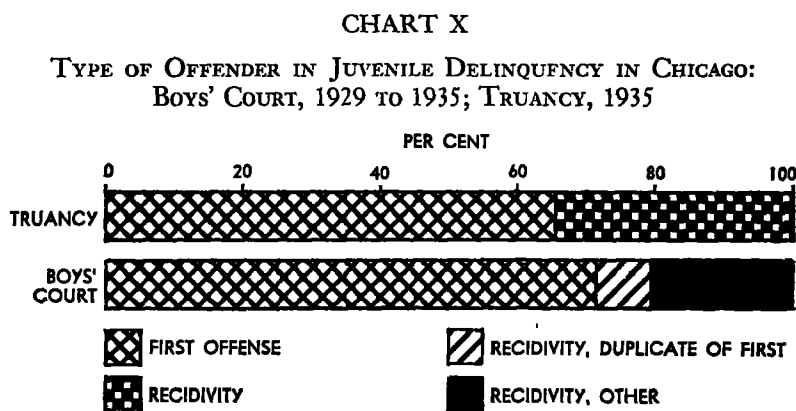 CHART X
TYPE OF OFFENDER IN JUVENILE DELINQUFNCY IN CHICAGO:
BOYS' COURT, 1929 TO 1935; TRUANCY, 1935
PER CENT
0 20 40 60 80 100
TRUANCY
BOYS'
COURT
FIRST OFFENSE
RECIDIVITY, DUPLICATE OF FIRST
RECIDIVITY
RECIDIVITY, OTHER